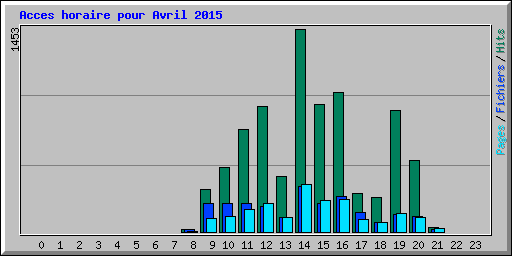 Acces horaire pour Avril 2015
1453
Pages / Fichiers / Hits
0 1 2 3 4 5 6 7 8 9 10 11 12 13 14 15 16 17 18 19 20 21 22 23